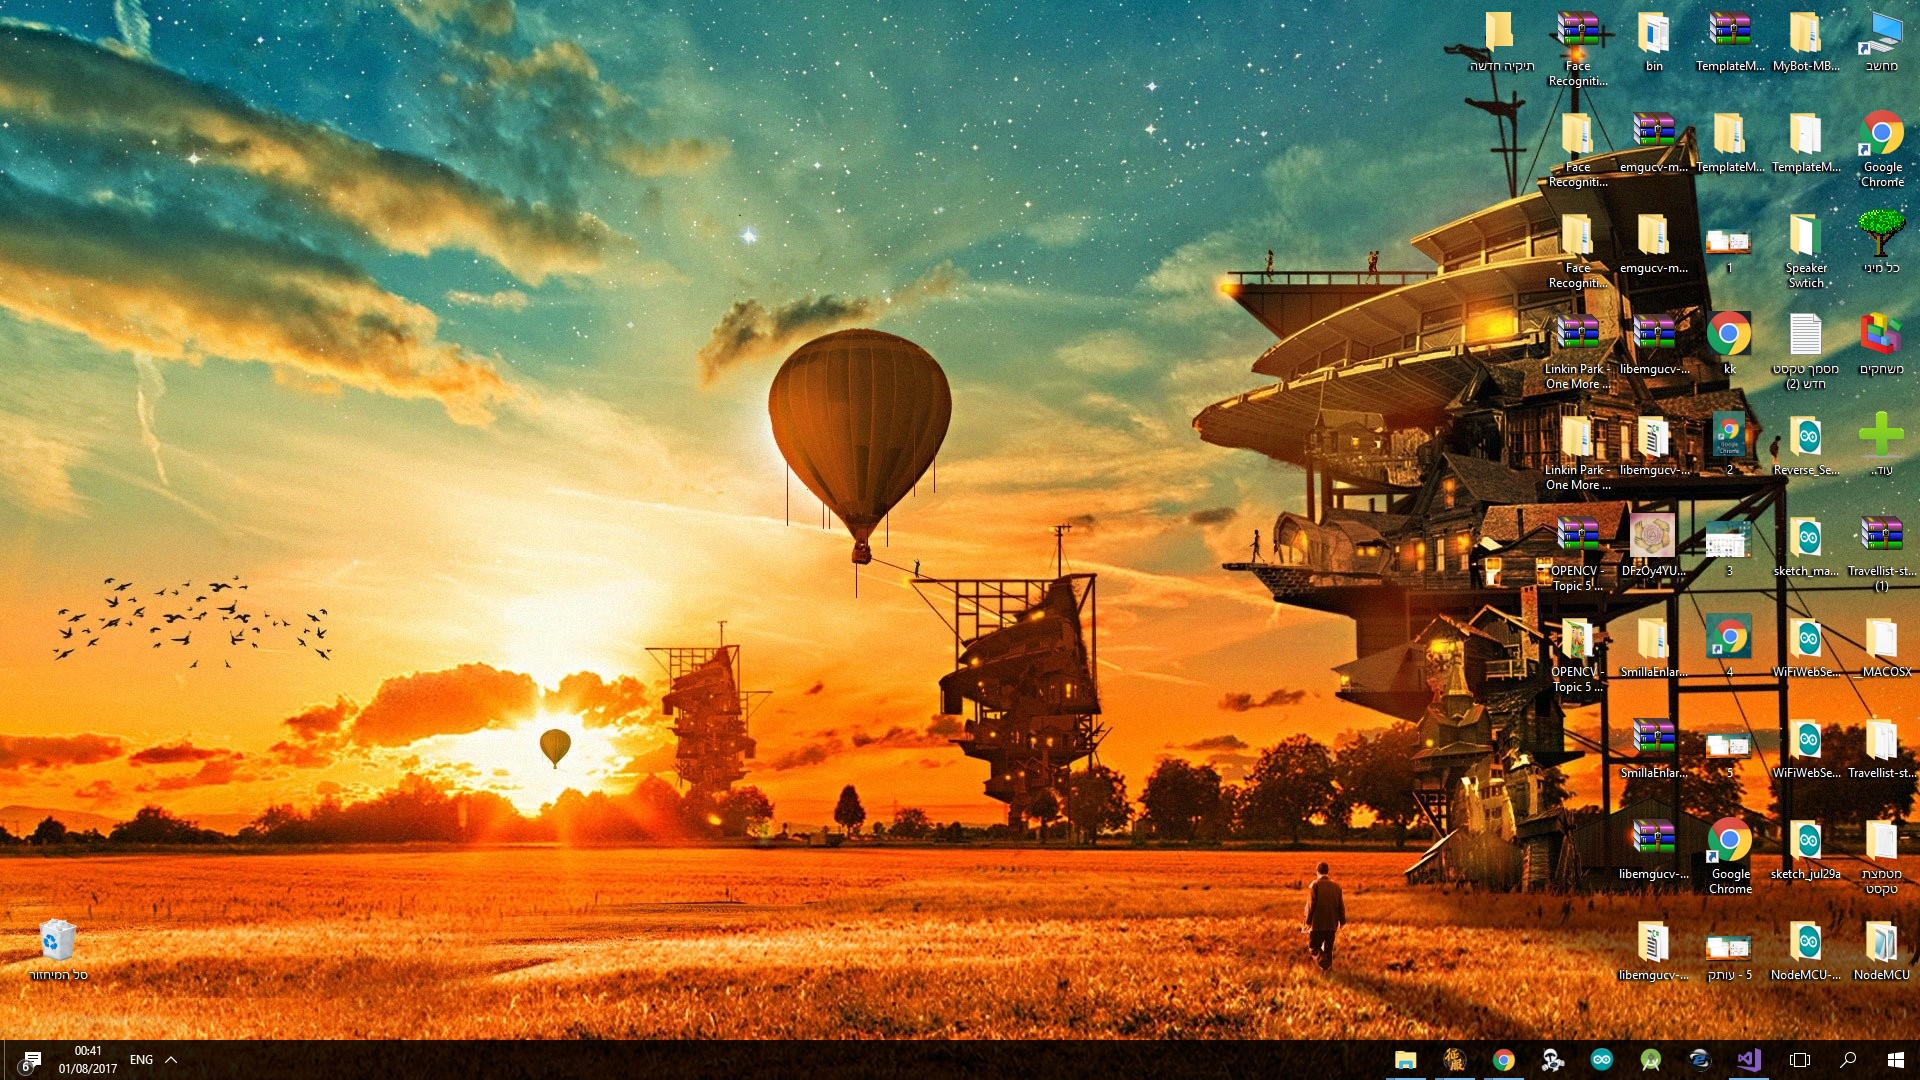 תיקיה חדשה
Face
Recogniti...
bin
TemplateM...
MyBot-MB...
מחשב
Face
Recogniti...
emgucv-m...
TemplateM...
TemplateM...
Google
Chrome
Face
Recogniti...
emgucv-m...
1
Speaker
Swtich
כל מיני
Linkin Park -
One More ...
libemgucv-...
kk
מסמך טקסט
חדש (2)
משחקים
Linkin Park -
One More ...
libemgucv-...
2
Reverse_Se...
עוד..
OPENCV -
Topic 5 ...
DFzOy4YU...
3
sketch_ma...
Travellist-st...
(1)
OPENCV -
Topic 5 ...
SmillaEnlar...
4
WiFiWebSe...
__MACOSX
SmillaEnlar...
5
WiFiWebSe...
Travellist-st...
libemgucv-...
Google
Chrome
sketch_jul29a
מטמצת
טקסט
סל המיחזור
libemgucv-...
5 - עותק
NodeMCU-...
NodeMCU
6
00:41
01/08/2017
ENG